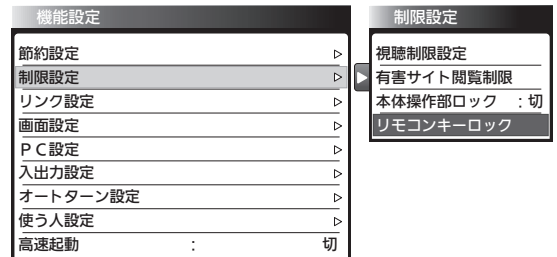 機能設定
節約設定
制限設定
リンク設定
画面設定
PC設定
入出力設定
オートターン設定
使う人設定
高速起動 : 切
制限設定
視聴制限設定
有害サイト閲覧制限
本体操作部ロック :切
リモコンキーロック